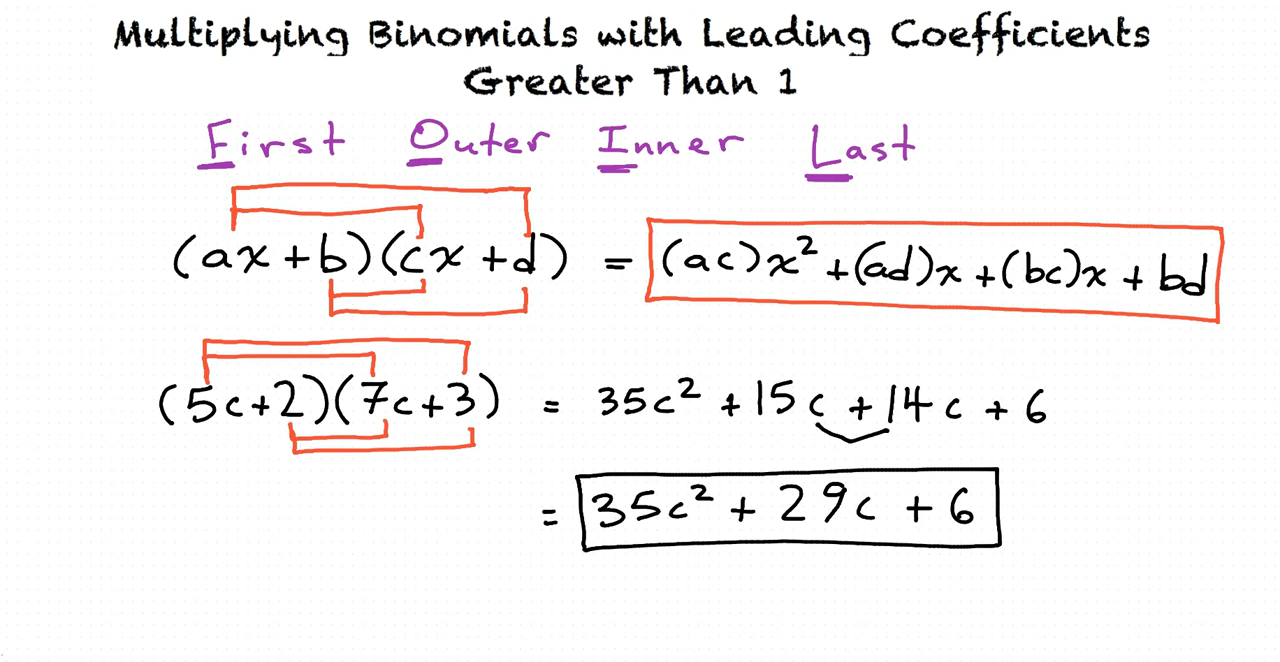 Multiplying Binomials with Leading Coefficients
Greater Than 1
First Outer Inner Last
(ax + b)(cx + d) = (ac)x² + (ad)x + (bc)x + bd
(5c + 2)(7c + 3) = 35c² + 15c + 14c + 6
= 35c² + 29c + 6